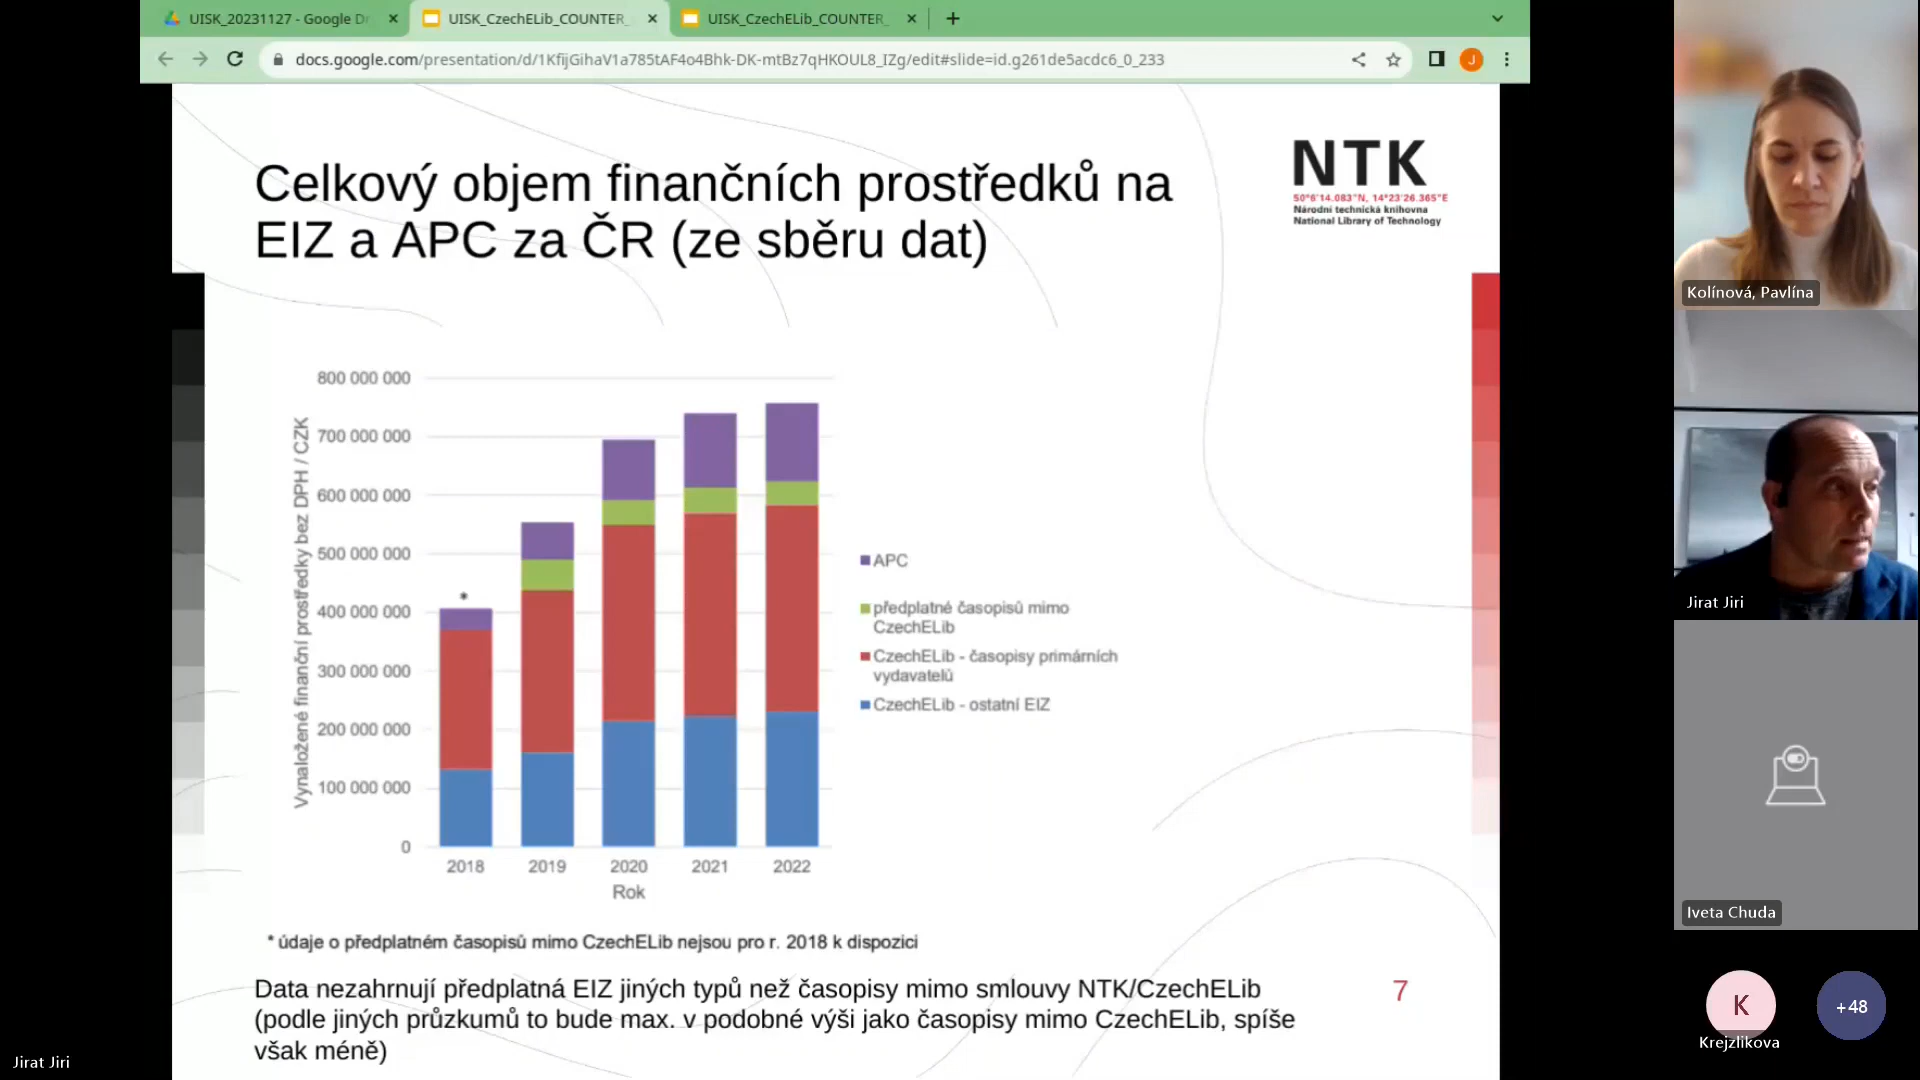 UISK_20231127 - Google Dr
UISK_CzechELib_COUNTER_
UISK_CzechELib_COUNTER_
docs.google.com/presentation/d/1KfijGihaV1a785tAF4o4Bhk-DK-mtBz7qHKOUL8_IZg/edit#slide=id.g261de5acdc6_0_233
J
Celkový objem finančních prostředků na
EIZ a APC za ČR (ze sběru dat)
NTK
50°6'14.083"N, 14°23'26.365"E
Národní technická knihovna
National Library of Technology
Vynaložené finanční prostředky bez DPH / CZK
800 000 000
700 000 000
600 000 000
500 000 000
400 000 000
300 000 000
200 000 000
100 000 000
0
*
2018 2019 2020 2021 2022
Rok
APC
předplatné časopisů mimo
CzechELib
CzechELib - časopisy primárních
vydavatelů
CzechELib - ostatní EIZ
* údaje o předplatném časopisů mimo CzechELib nejsou pro r. 2018 k dispozici
Data nezahrnují předplatná EIZ jiných typů než časopisy mimo smlouvy NTK/CzechELib
(podle jiných průzkumů to bude max. v podobné výši jako časopisy mimo CzechELib, spíše
však méně)
7
Kolínová, Pavlína
Jirat Jiri
Iveta Chuda
K
Krejzlikova
+48
Jirat Jiri